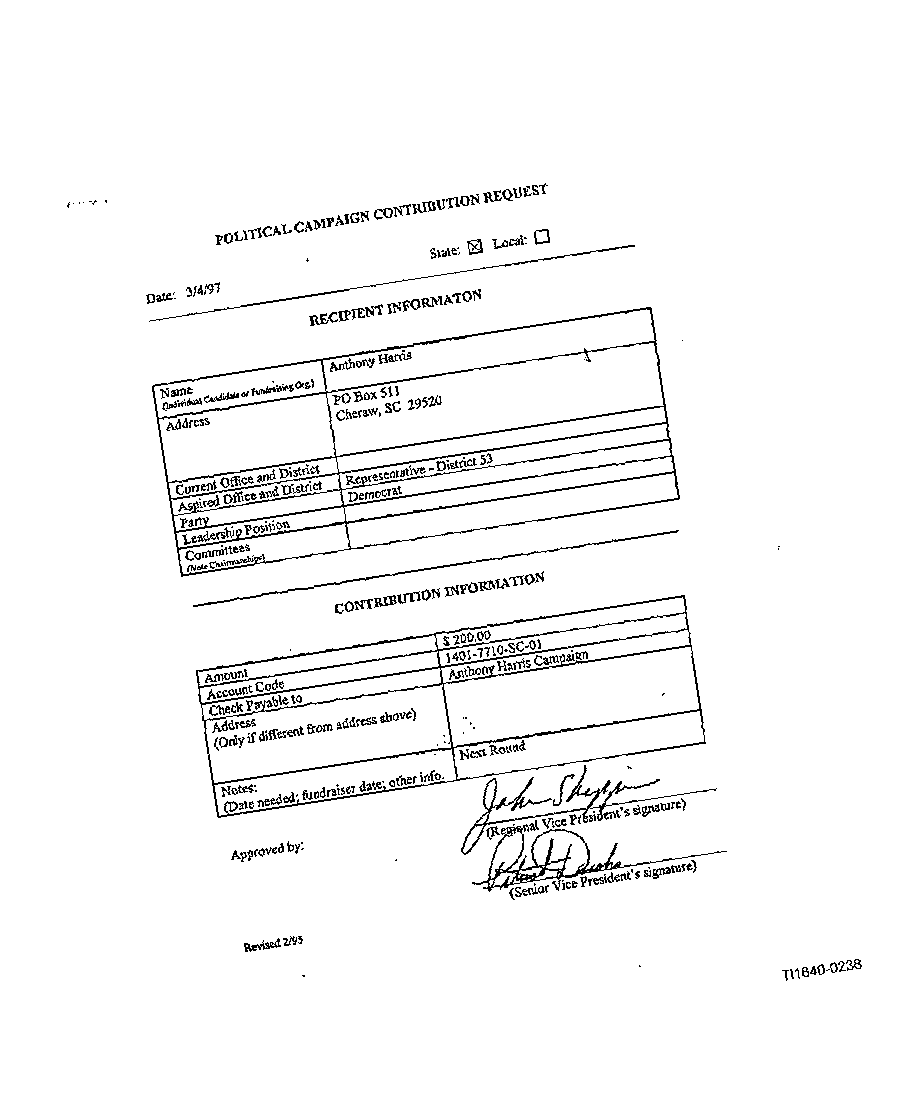 POLITICAL CAMPAIGN CONTRIBUTION REQUEST
State: ☒ Local: ☐
Date: 3/4/97
RECIPIENT INFORMATON
Name Anthony Harris
(Individual Candidate or Fundraising Org.)
Address PO Box 511
Cheraw, SC 29520
Current Office and District
Aspired Office and District Representative - District 53
Party Democrat
Leadership Position
Committees
(Note Chairmanships)
CONTRIBUTION INFORMATION
Amount $ 200.00
Account Code 1401-7710-SC-01
Check Payable to Anthony Harris Campaign
Address
(Only if different from address above)
Notes: Next Round
(Date needed; fundraiser date; other info.
Approved by:
John
(Regional Vice President's signature)
(Senior Vice President's signature)
Revised 2/95
TI1640-0238